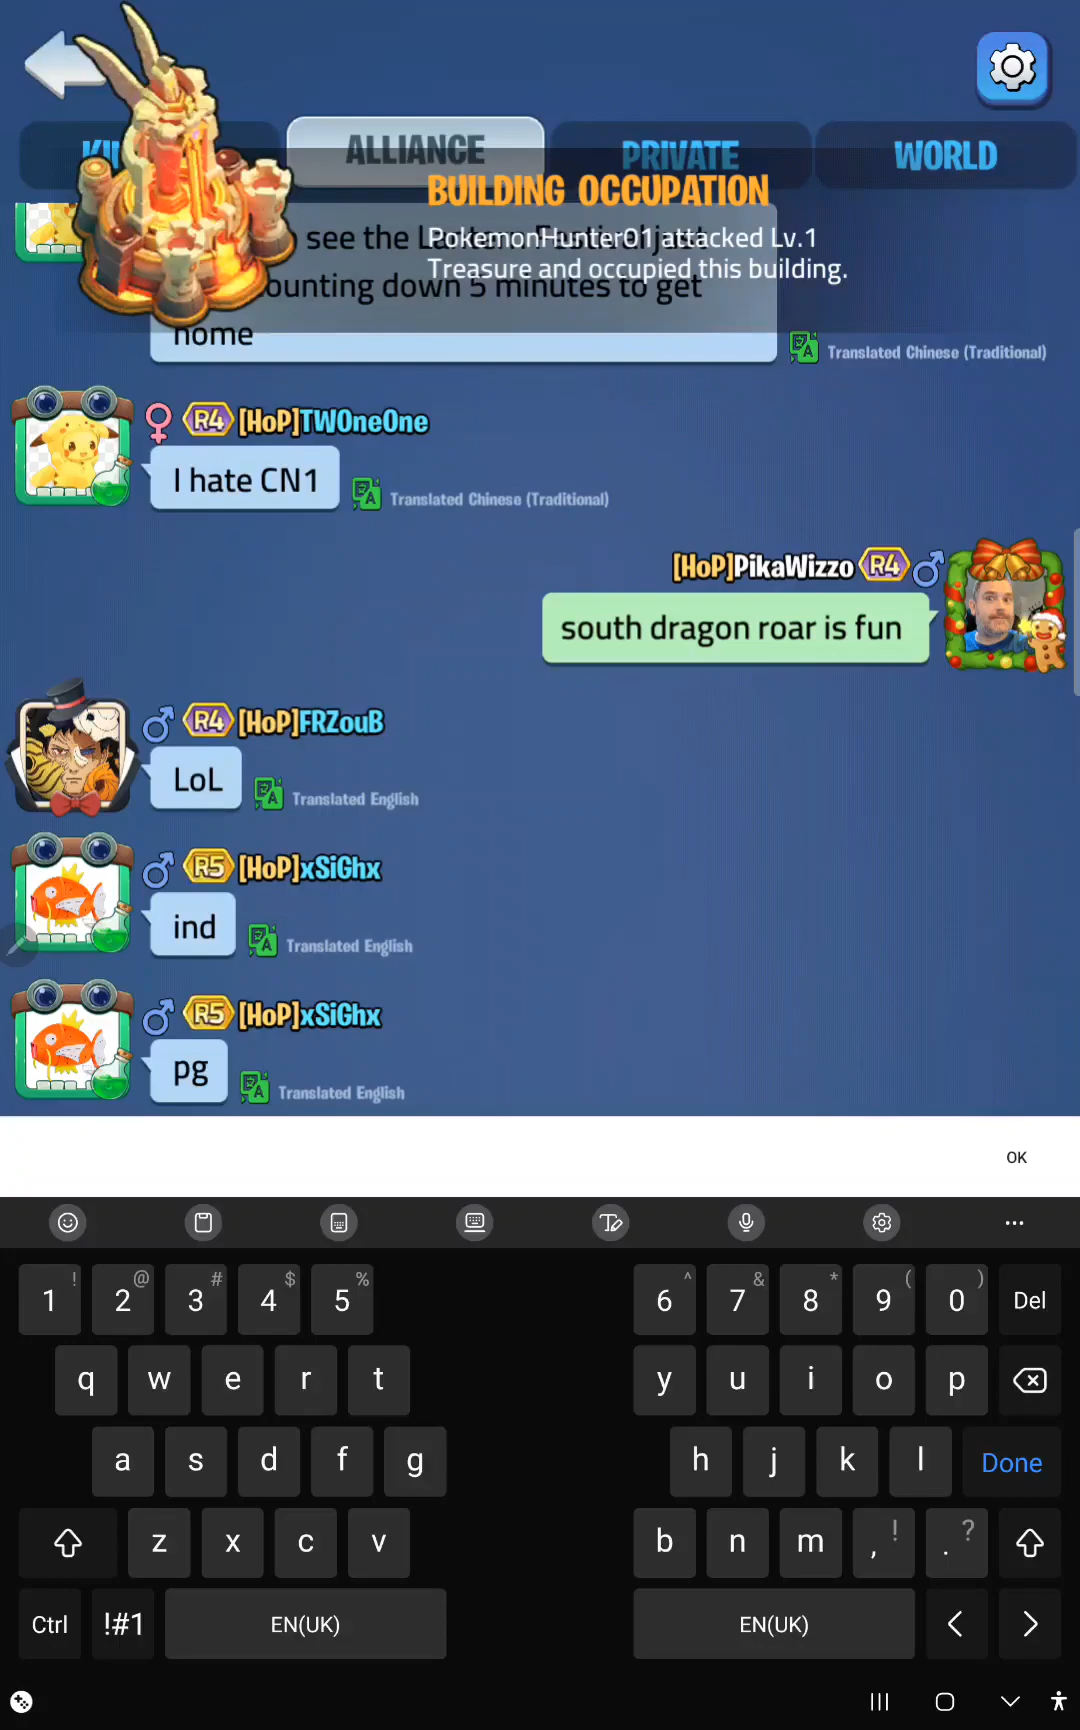 ALLIANCE
PRIVATE
WORLD
BUILDING OCCUPATION
PokemonHunter01 attacked Lv.1
Treasure and occupied this building.
see the
ounting down 5 minutes to get
home
Translated Chinese (Traditional)
R4 [HoP]TWOneOne
I hate CN1
Translated Chinese (Traditional)
[HoP]PikaWizzo R4
south dragon roar is fun
R4 [HoP]FRZouB
LoL
Translated English
R5 [HoP]xSiGhx
ind
Translated English
R5 [HoP]xSiGhx
pg
Translated English
OK
! @ # $ % ^ & * ( )
1 2 3 4 5 6 7 8 9 0 Del
q w e r t y u i o p
a s d f g h j k l Done
z x c v b n m , ! . ?
Ctrl !#1 EN(UK) EN(UK) < >